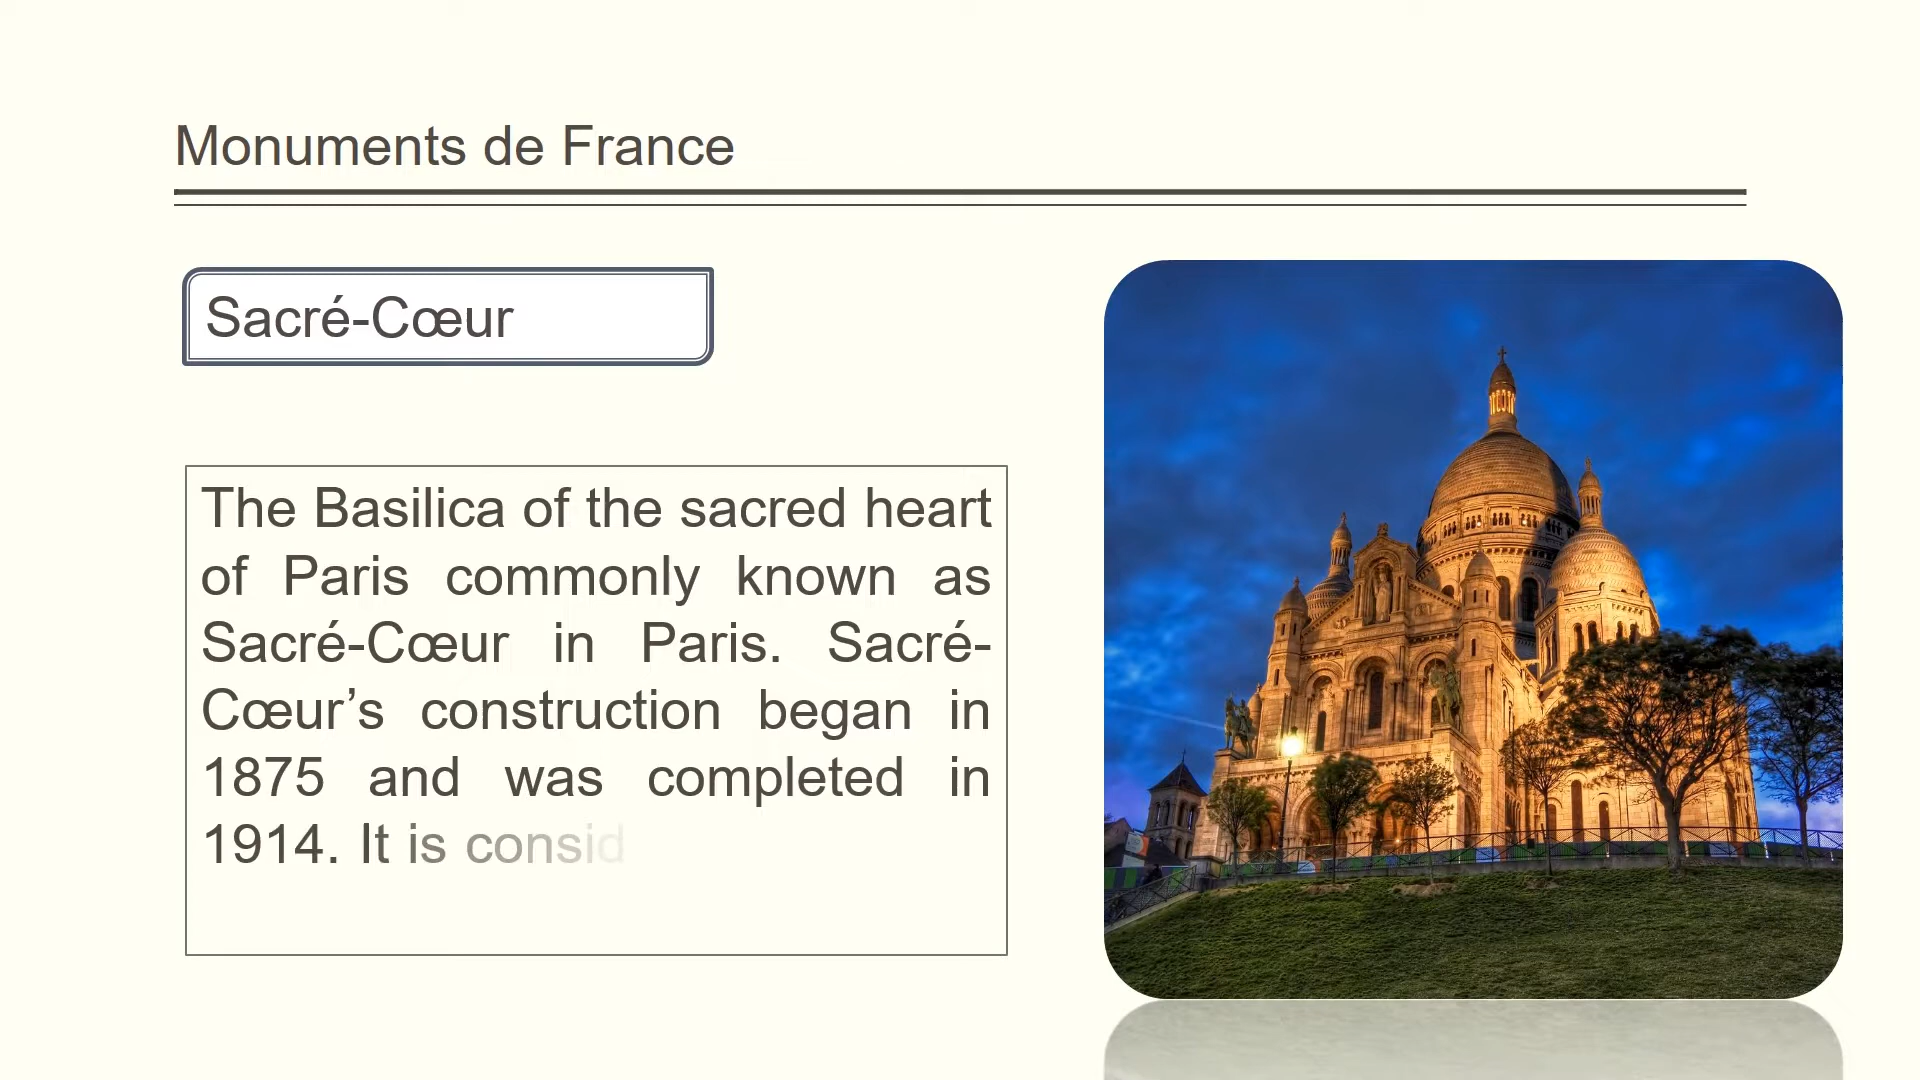 Monuments de France
Sacré-Cœur
The Basilica of the sacred heart
of Paris commonly known as
Sacré-Cœur in Paris. Sacré-
Cœur’s construction began in
1875 and was completed in
1914. It is consid